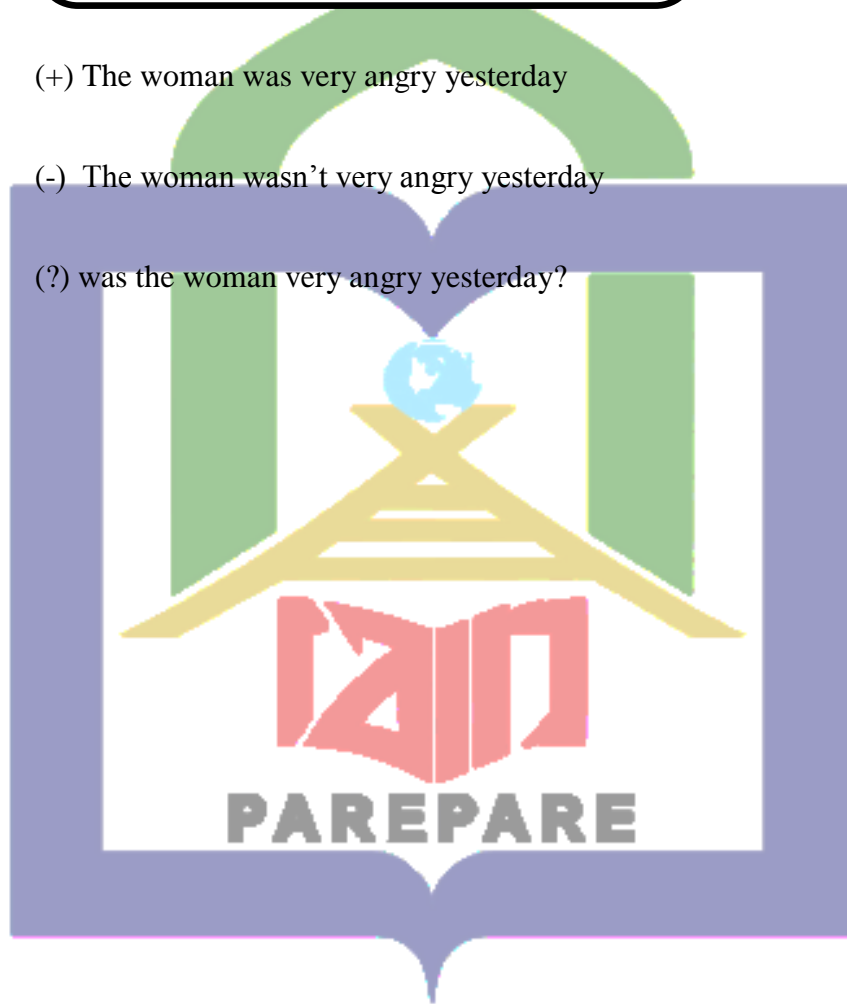 (+) The woman was very angry yesterday
(-) The woman wasn't very angry yesterday
(?) was the woman very angry yesterday?
iain
PAREPARE